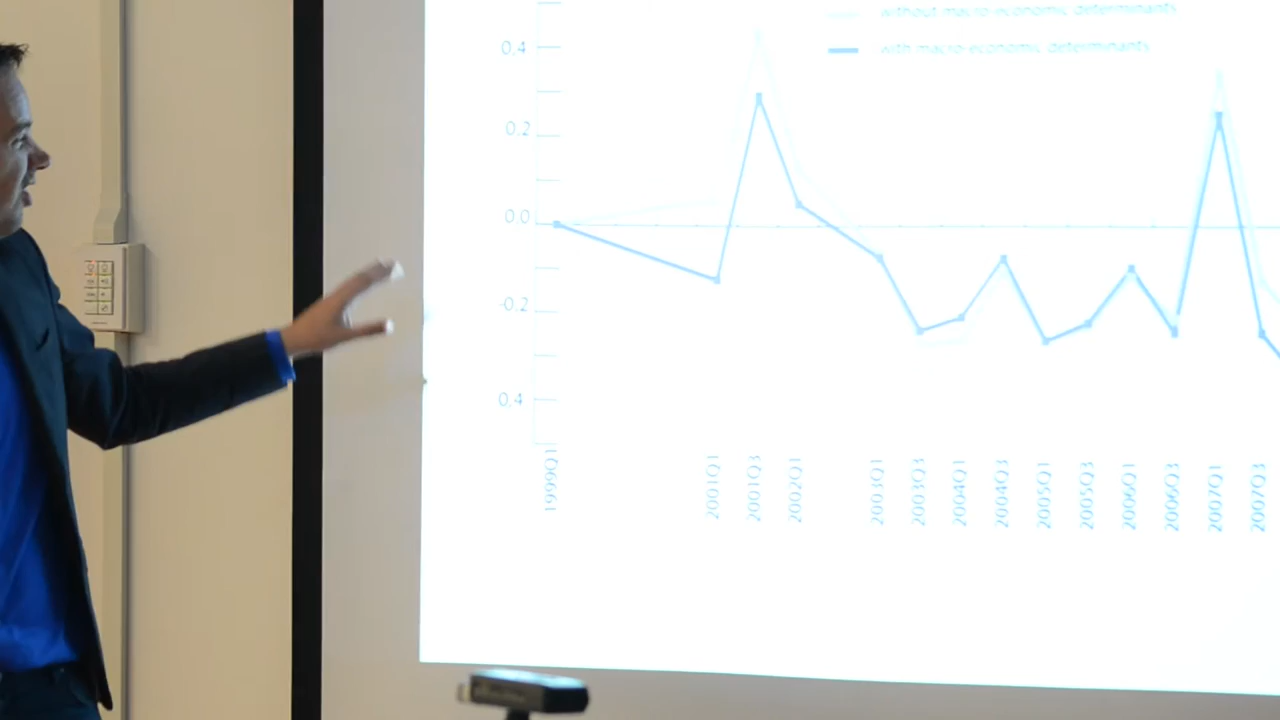 without macro-economic determinants
0.4
with macro-economic determinants
0.2
0.0
-0.2
0.4
1999Q1
2001Q1
2001Q3
2002Q1
2003Q1
2003Q3
2004Q1
2004Q3
2005Q1
2005Q3
2006Q1
2006Q3
2007Q1
2007Q3